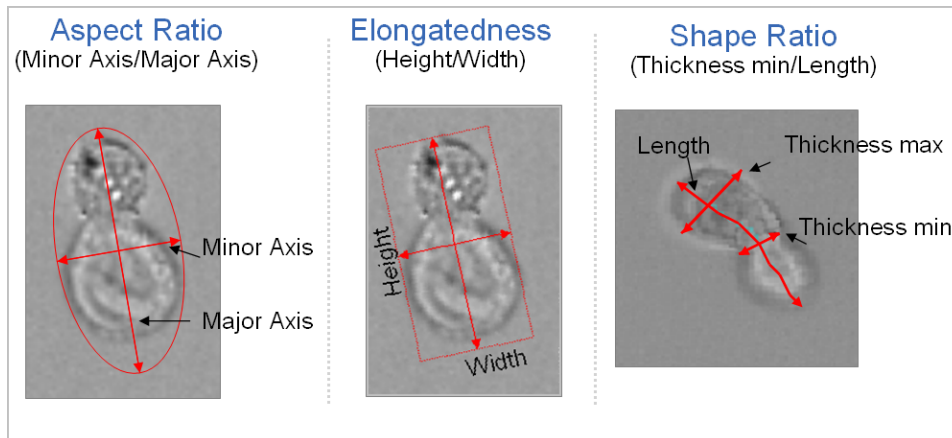 Aspect Ratio
(Minor Axis/Major Axis)
Minor Axis
Major Axis
Elongatedness
(Height/Width)
Height
Width
Shape Ratio
(Thickness min/Length)
Length
Thickness max
Thickness min